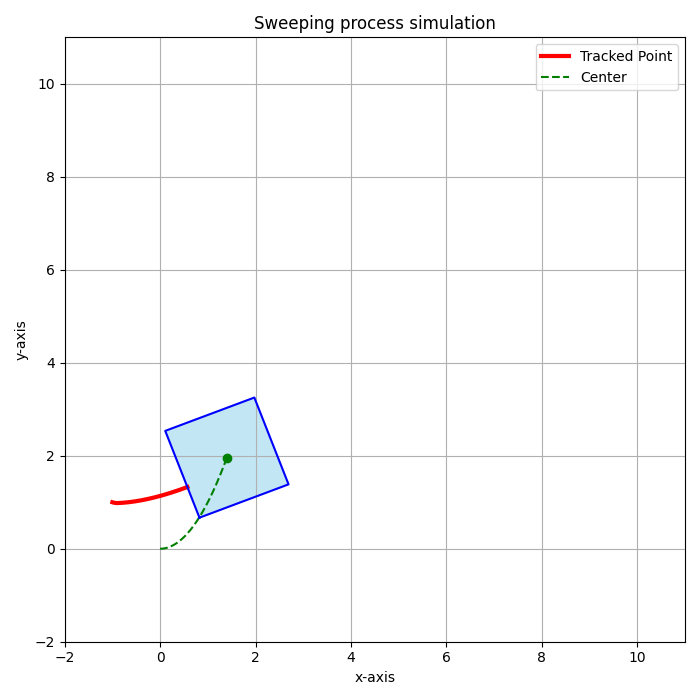 Sweeping process simulation
Tracked Point
Center
10
8
6
4
2
0
−2
y-axis
−2 0 2 4 6 8 10
x-axis